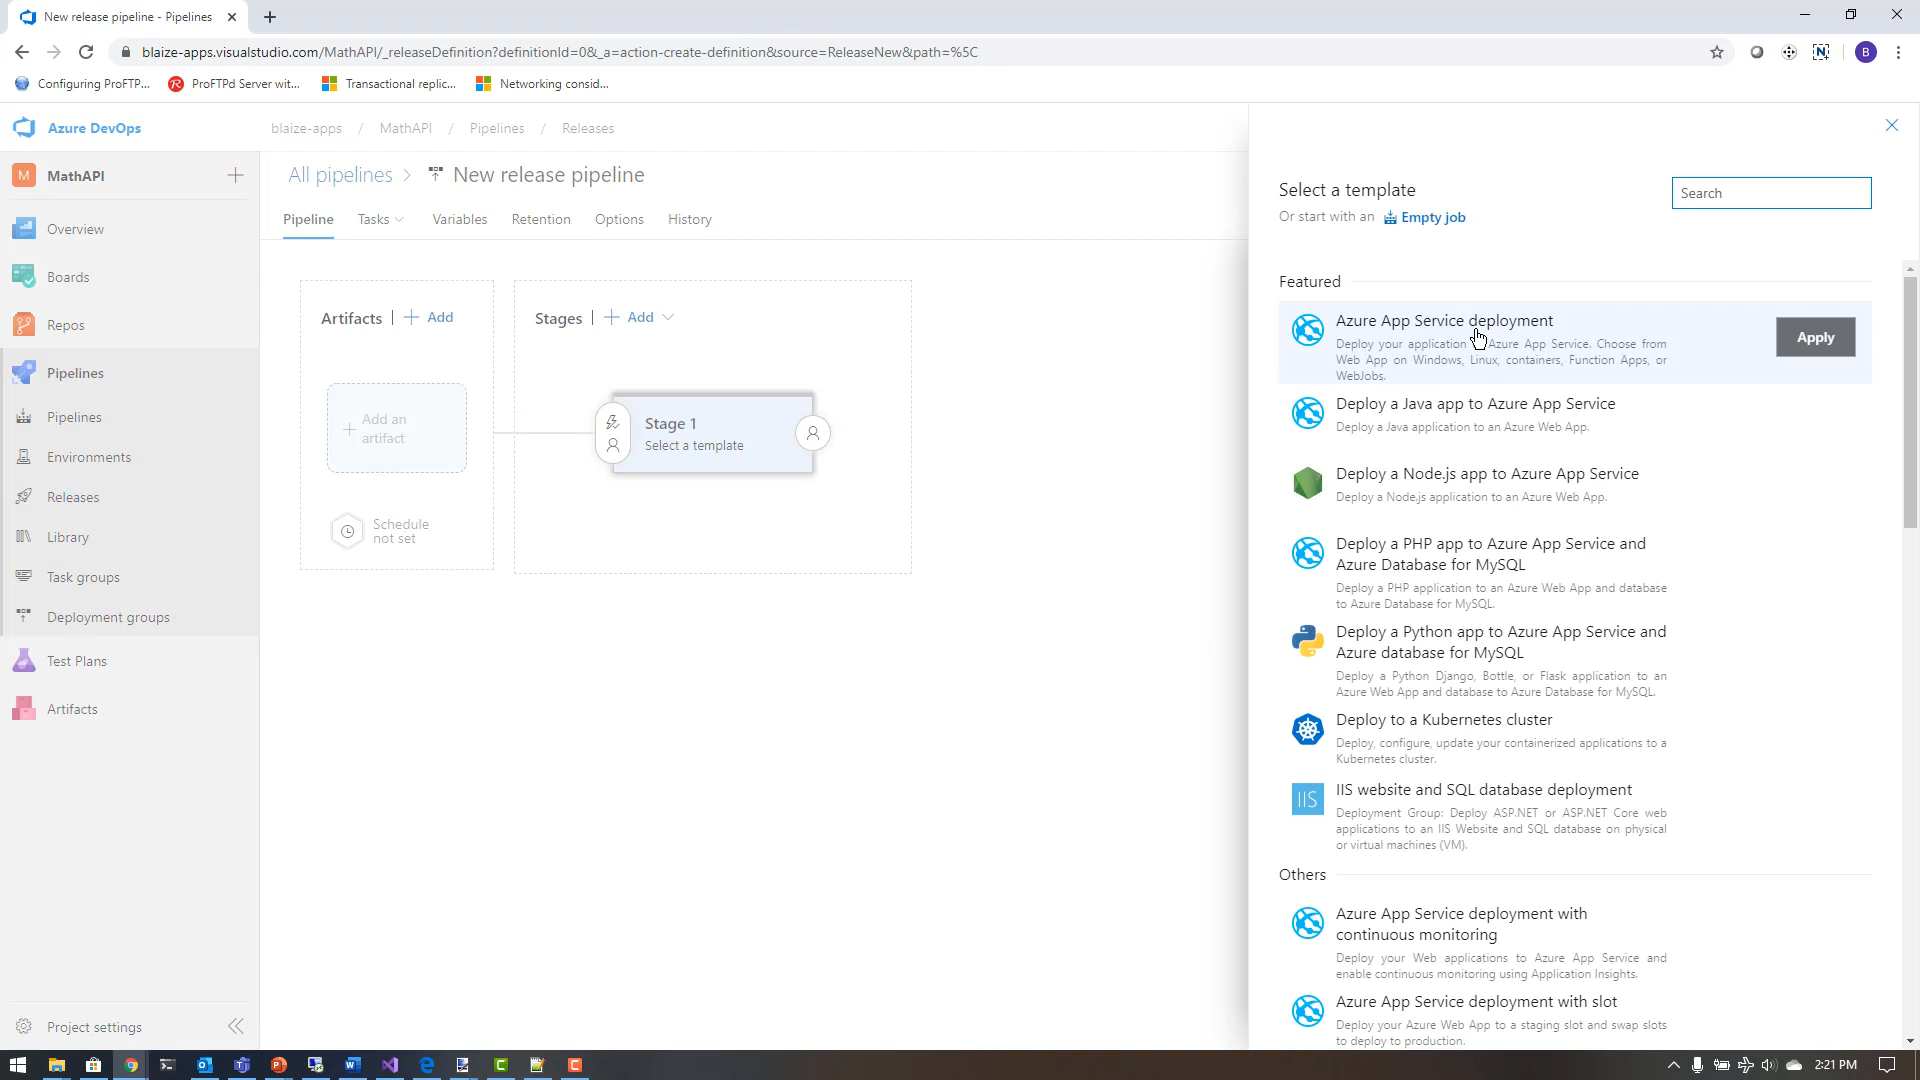 New release pipeline - Pipelines
blaize-apps.visualstudio.com/MathAPI/_releaseDefinition?definitionId=0&_a=action-create-definition&source=ReleaseNew&path=%5C
N
B
Configuring ProFTP...
R
ProFTPd Server wit...
Transactional replic...
Networking consid...
Azure DevOps
blaize-apps / MathAPI / Pipelines / Releases
M
MathAPI
Overview
Boards
Repos
Pipelines
Pipelines
Environments
Releases
Library
Task groups
Deployment groups
Test Plans
Artifacts
Project settings
All pipelines > New release pipeline
Pipeline
Tasks
Variables
Retention
Options
History
Artifacts | + Add
Add an
artifact
Schedule
not set
Stages | + Add
Stage 1
Select a template
Select a template
Or start with an Empty job
Search
Featured
Azure App Service deployment
Deploy your application Azure App Service. Choose from
Web App on Windows, Linux, containers, Function Apps, or
WebJobs.
Apply
Deploy a Java app to Azure App Service
Deploy a Java application to an Azure Web App.
Deploy a Node.js app to Azure App Service
Deploy a Node.js application to an Azure Web App.
Deploy a PHP app to Azure App Service and
Azure Database for MySQL
Deploy a PHP application to an Azure Web App and database
to Azure Database for MySQL.
Deploy a Python app to Azure App Service and
Azure database for MySQL
Deploy a Python Django, Bottle, or Flask application to an
Azure Web App and database to Azure Database for MySQL.
Deploy to a Kubernetes cluster
Deploy, configure, update your containerized applications to a
Kubernetes cluster.
IIS
IIS website and SQL database deployment
Deployment Group: Deploy ASP.NET or ASP.NET Core web
applications to an IIS Website and SQL database on physical
or virtual machines (VM).
Others
Azure App Service deployment with
continuous monitoring
Deploy your Web applications to Azure App Service and
enable continuous monitoring using Application Insights.
Azure App Service deployment with slot
Deploy your Azure Web App to a staging slot and swap slots
to deploy to production.
2:21 PM